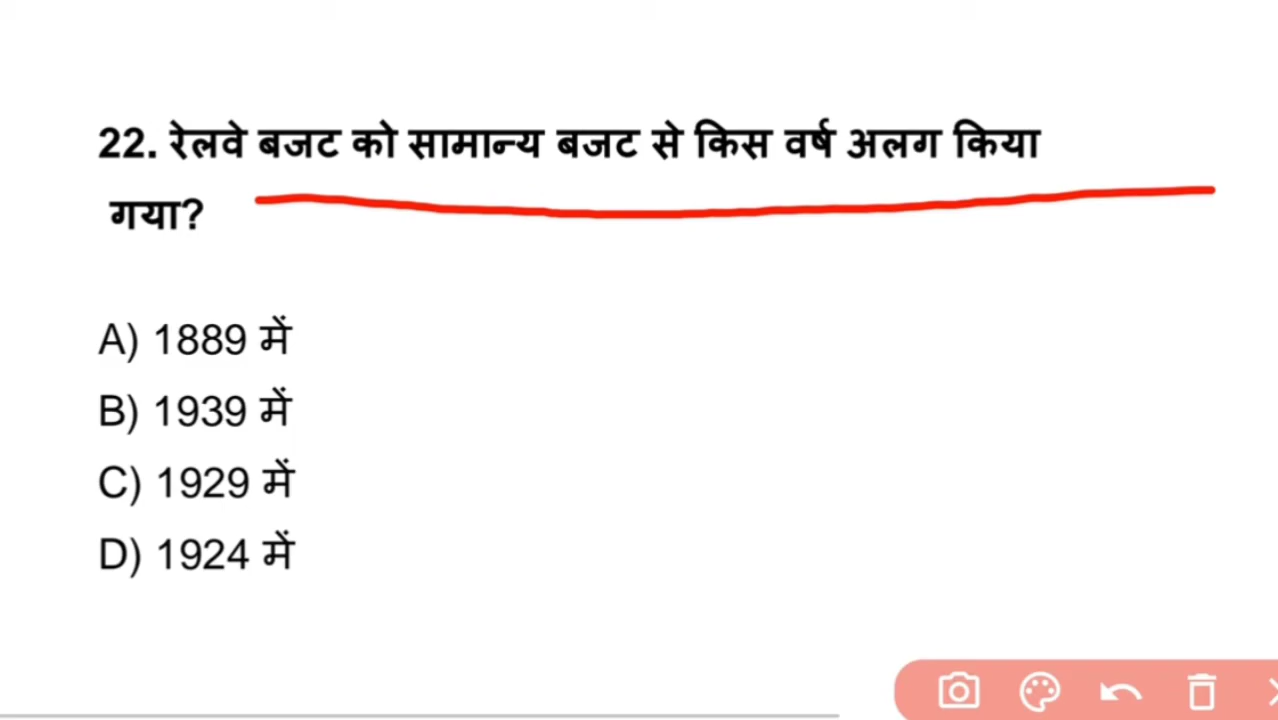 22. रेलवे बजट को सामान्य बजट से किस वर्ष अलग किया
गया?
A) 1889 में
B) 1939 में
C) 1929 में
D) 1924 में